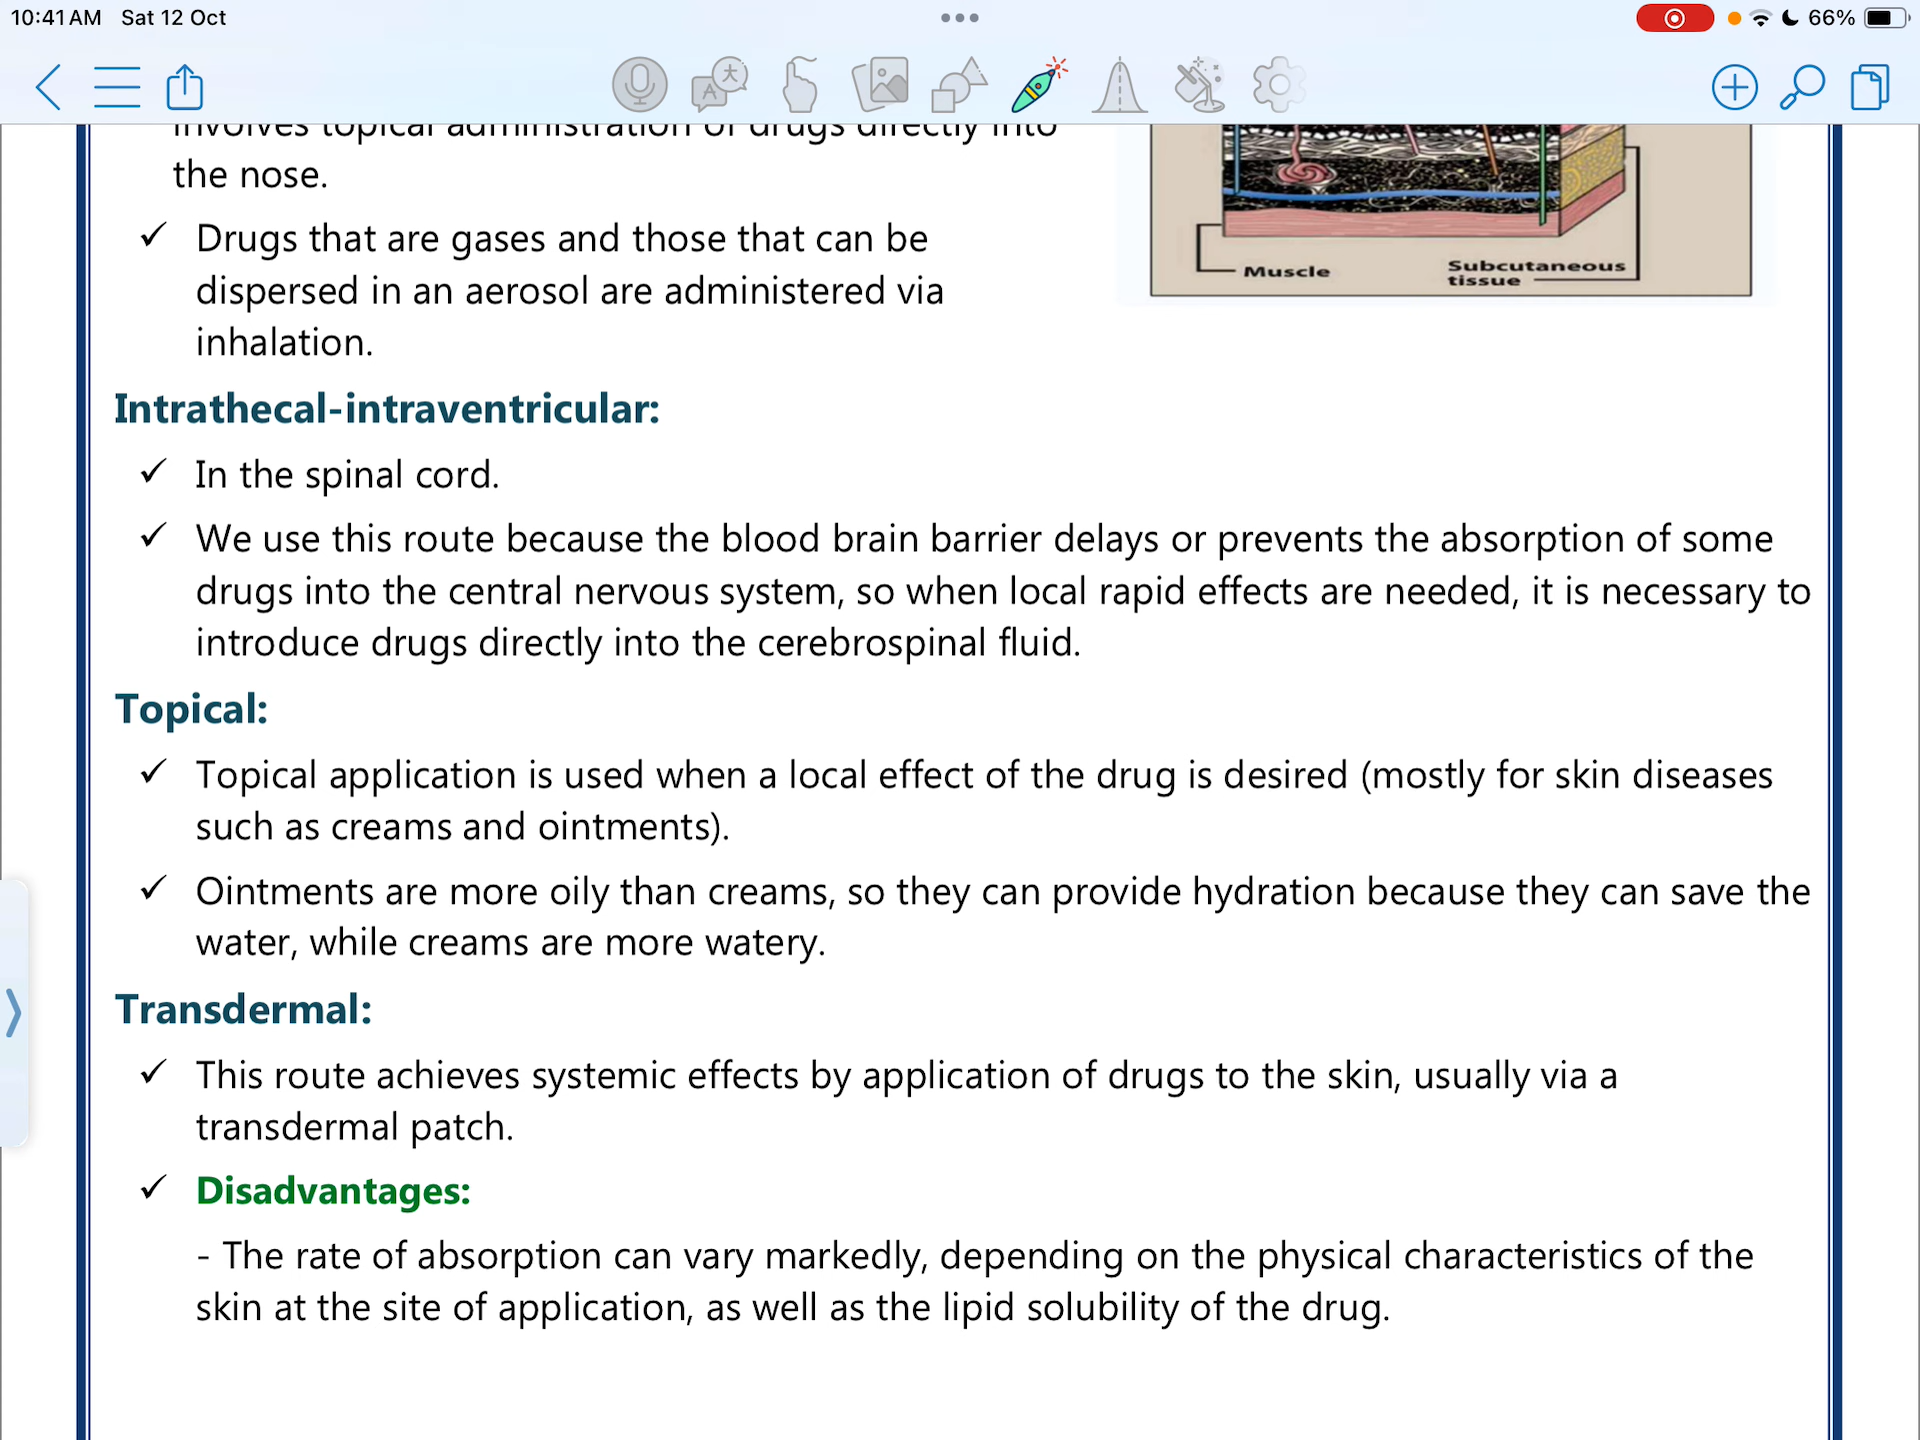 10:41 AM Sat 12 Oct
66%
involves topical administration of drugs directly into
the nose.
✓ Drugs that are gases and those that can be
dispersed in an aerosol are administered via
inhalation.
Muscle
Subcutaneous
tissue
Intrathecal-intraventricular:
✓ In the spinal cord.
✓ We use this route because the blood brain barrier delays or prevents the absorption of some
drugs into the central nervous system, so when local rapid effects are needed, it is necessary to
introduce drugs directly into the cerebrospinal fluid.
Topical:
✓ Topical application is used when a local effect of the drug is desired (mostly for skin diseases
such as creams and ointments).
✓ Ointments are more oily than creams, so they can provide hydration because they can save the
water, while creams are more watery.
Transdermal:
✓ This route achieves systemic effects by application of drugs to the skin, usually via a
transdermal patch.
✓ Disadvantages:
- The rate of absorption can vary markedly, depending on the physical characteristics of the
skin at the site of application, as well as the lipid solubility of the drug.